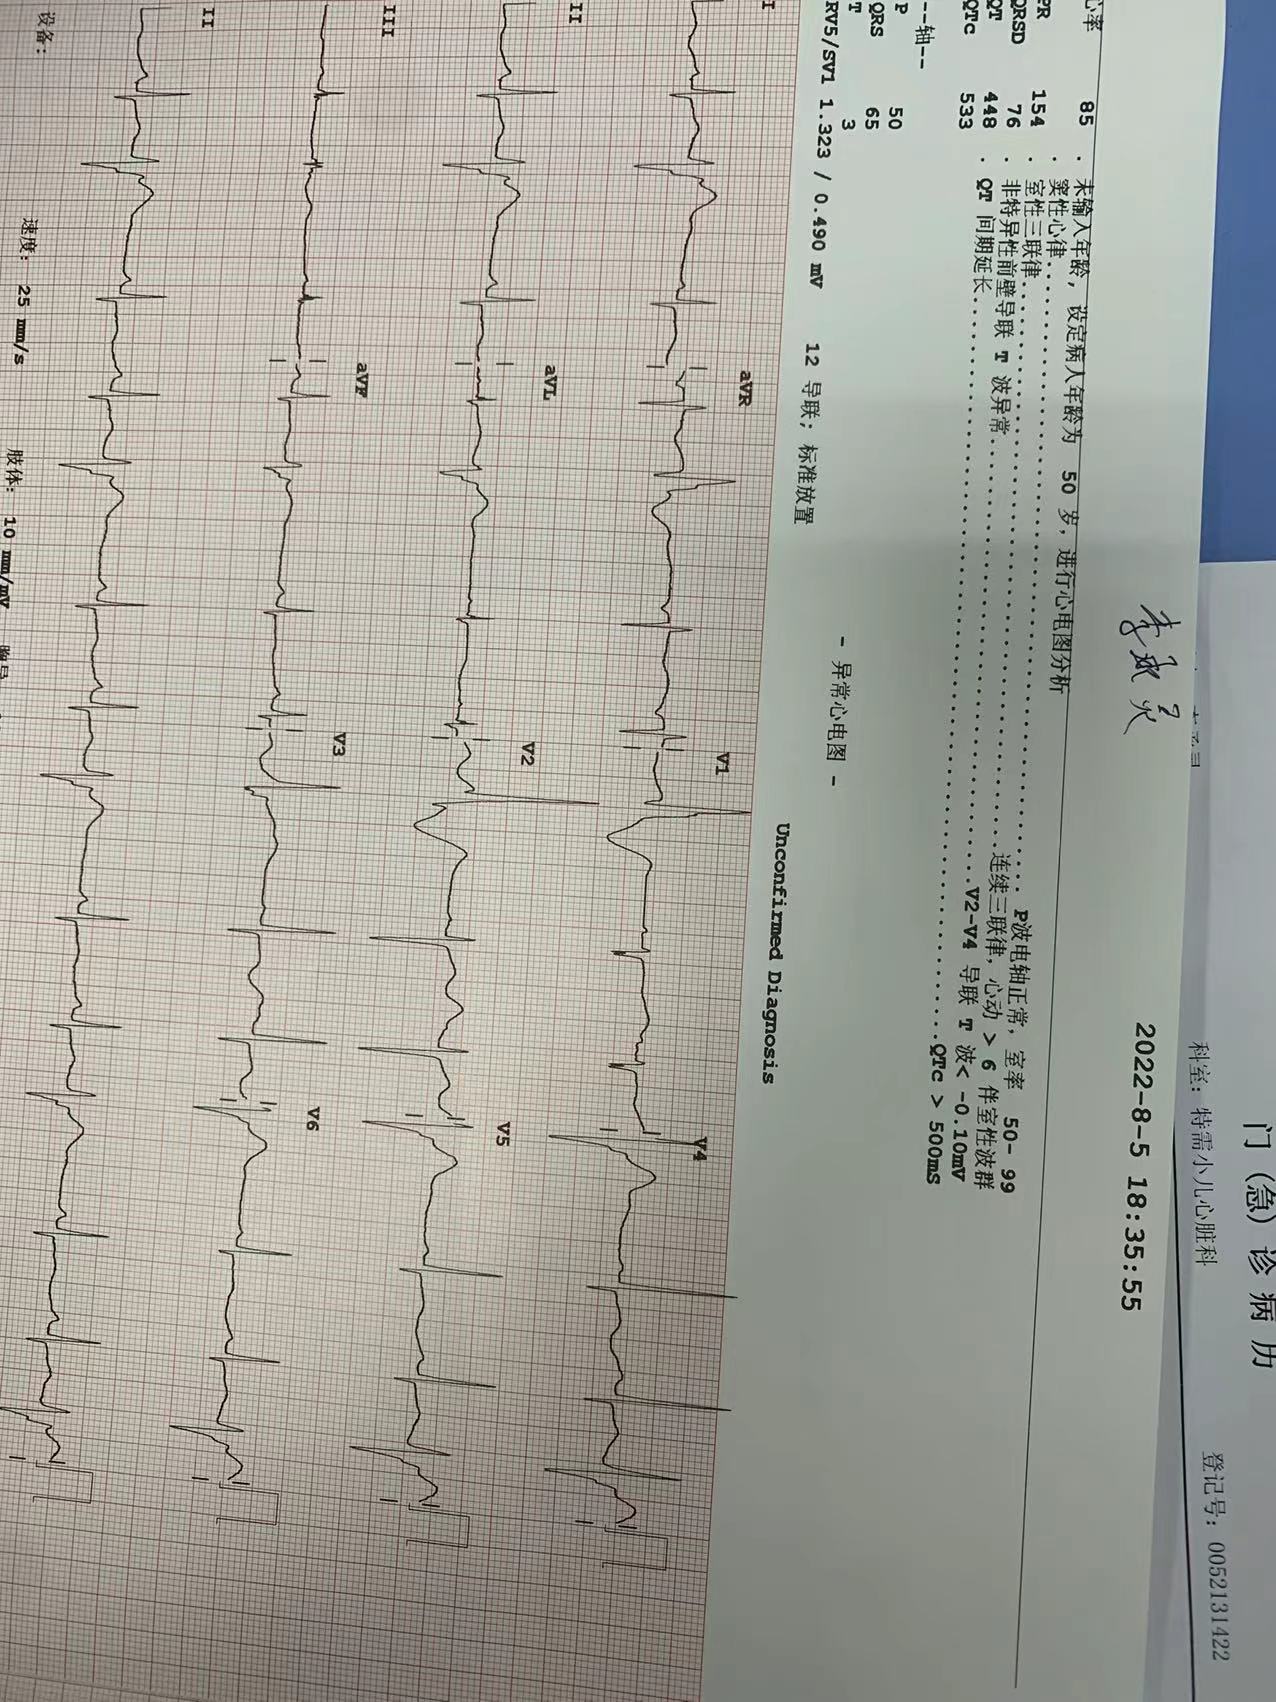 门（急）诊 病 历
科室： 特需小儿心脏科
登记号： 0052131422
2022-8-5 18:35:55
心率 85 . 未输入年龄，设定病人年龄为 50 岁，进行心电图分析
PR 154 . 窦性心律.............P波电轴正常，室率 50- 99
QRSD 76 . 室性三联律.............连续三联律，心动 > 6 伴室性波群
QT 448 . 非特异性前壁导联 T 波异常.............V2-V4 导联 T 波< -0.10mV
QTc 533 . QT 间期延长.............QTc > 500mS
--轴--
P 50
QRS 65
T 3
RV5/SV1 1.323 / 0.490 mV
12 导联; 标准放置
- 异常心电图 -
Unconfirmed Diagnosis
I aVR V1 V4
II aVL V2 V5
III aVF V3 V6
II
设备:
速度: 25 mm/s
肢体: 10 mm/mV